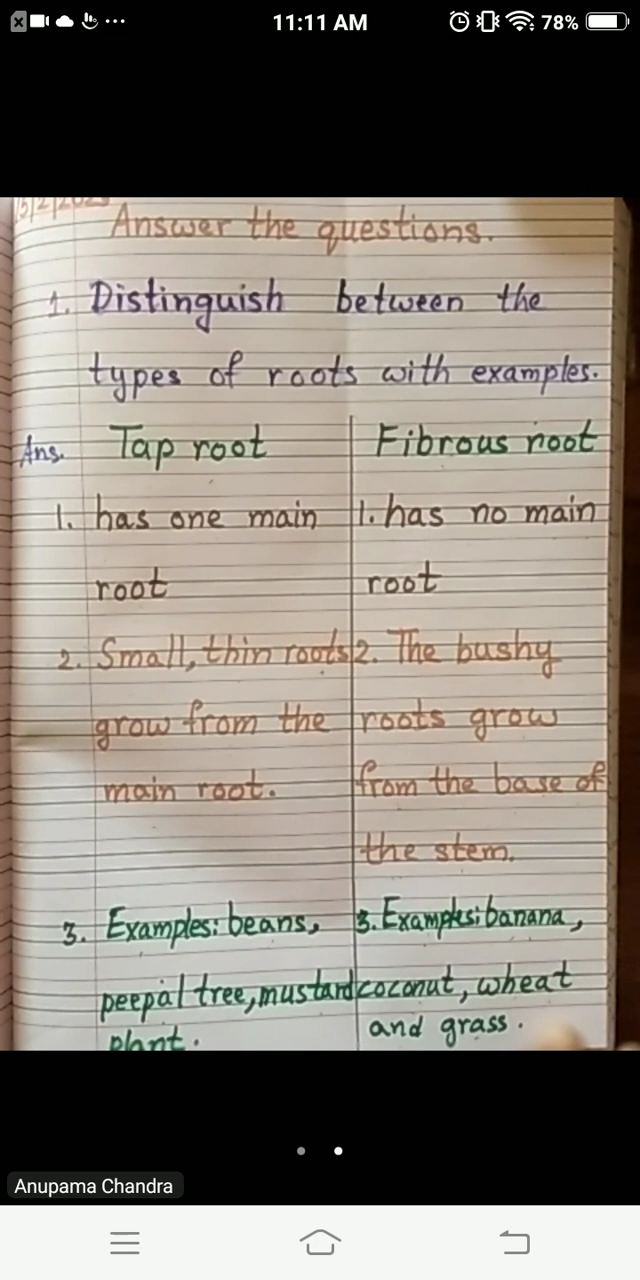 11:11 AM
78%
Answer the questions.
1. Distinguish between the
types of roots with examples.
Ans. Tap root Fibrous root
1. has one main 1. has no main
root root
2. Small, thin roots 2. The bushy
grow from the roots grow
main root. from the base of
the stem.
3. Examples: beans, 3. Examples: banana,
peepal tree, mustard coconut, wheat
plant. and grass.
Anupama Chandra